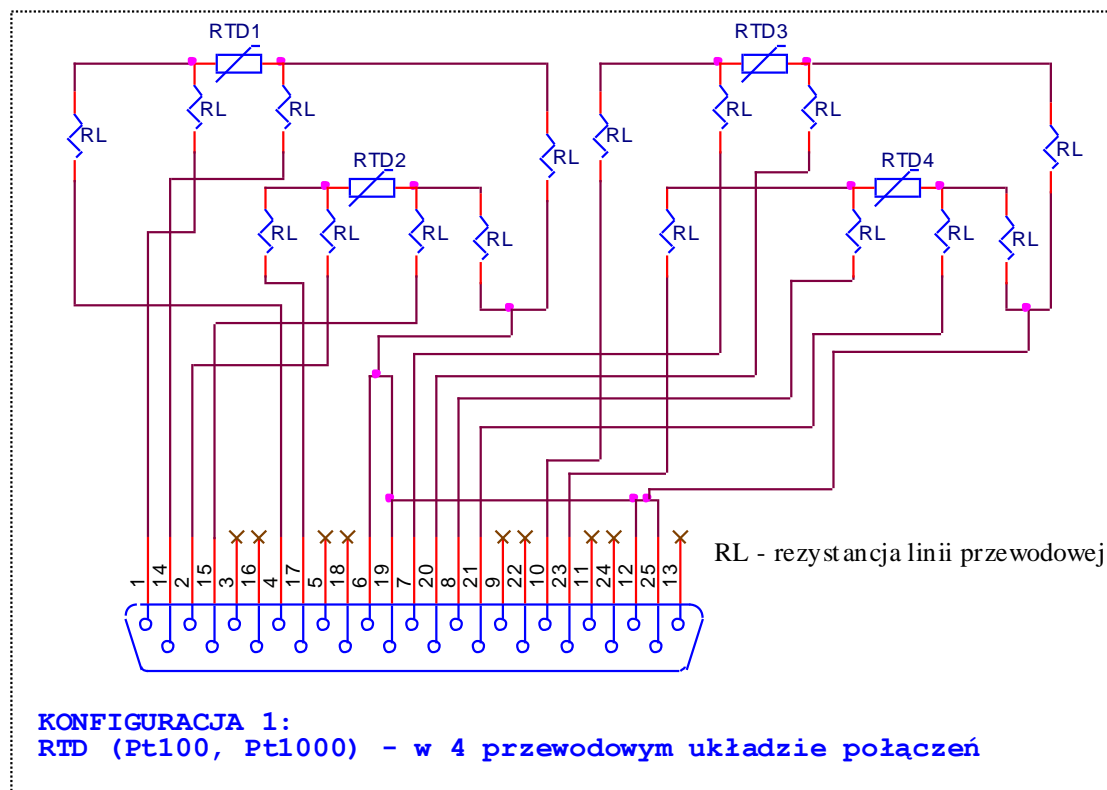 RTD1
RTD3
RL
RL
RL
RL
RL
RL
RL
RL
RTD2
RTD4
RL
RL
RL
RL
RL
RL
RL
RL
RL - rezystancja linii przewodowej
1 14 2 15 3 16 4 17 5 18 6 19 7 20 8 21 9 22 10 23 11 24 12 25 13
KONFIGURACJA 1:
RTD (Pt100, Pt1000) - w 4 przewodowym układzie połączeń